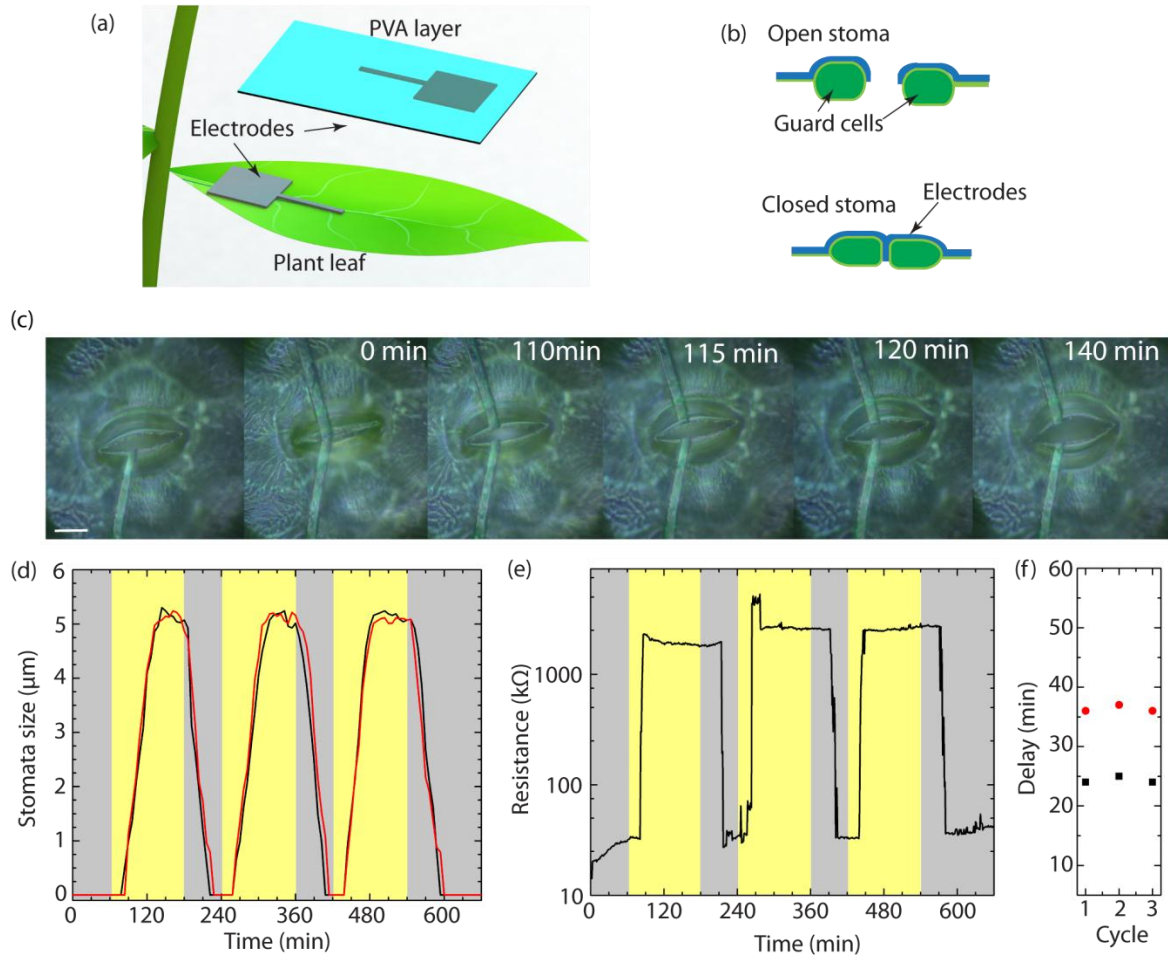 (a)
PVA layer
Electrodes
Plant leaf
(b)
Open stoma
Guard cells
Electrodes
Closed stoma
(c)
0 min
110min
115 min
120 min
140 min
(d)
Stomata size (µm)
6
5
4
3
2
1
0
0 120 240 360 480 600
Time (min)
(e)
Resistance (kΩ)
1000
100
10
0 120 240 360 480 600
Time (min)
(f)
Delay (min)
60
50
40
30
20
10
1 2 3
Cycle